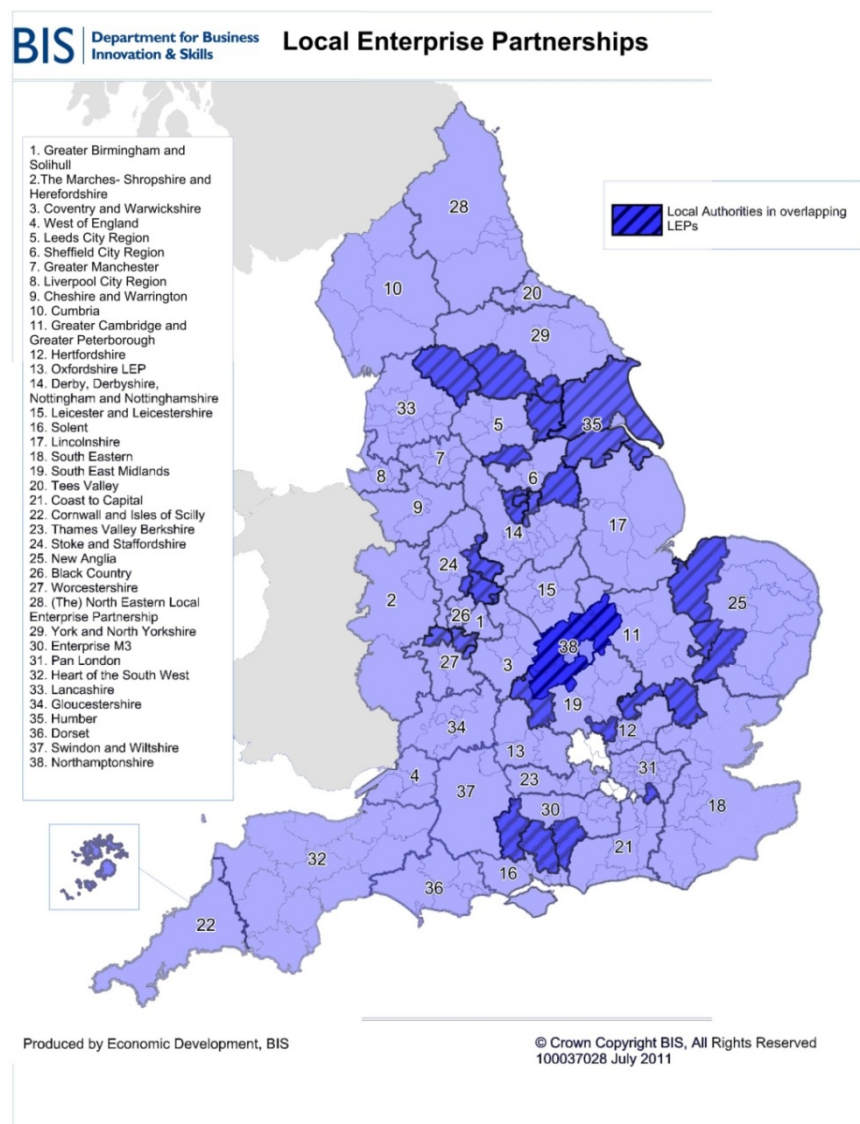 BIS Department for Business
Innovation & Skills
Local Enterprise Partnerships
1. Greater Birmingham and
Solihull
2.The Marches- Shropshire and
Herefordshire
3. Coventry and Warwickshire
4. West of England
5. Leeds City Region
6. Sheffield City Region
7. Greater Manchester
8. Liverpool City Region
9. Cheshire and Warrington
10. Cumbria
11. Greater Cambridge and
Greater Peterborough
12. Hertfordshire
13. Oxfordshire LEP
14. Derby, Derbyshire,
Nottingham and Nottinghamshire
15. Leicester and Leicestershire
16. Solent
17. Lincolnshire
18. South Eastern
19. South East Midlands
20. Tees Valley
21. Coast to Capital
22. Cornwall and Isles of Scilly
23. Thames Valley Berkshire
24. Stoke and Staffordshire
25. New Anglia
26. Black Country
27. Worcestershire
28. (The) North Eastern Local
Enterprise Partnership
29. York and North Yorkshire
30. Enterprise M3
31. Pan London
32. Heart of the South West
33. Lancashire
34. Gloucestershire
35. Humber
36. Dorset
37. Swindon and Wiltshire
38. Northamptonshire
Local Authorities in overlapping
LEPs
28
10
20
29
33
5
35
7
8
6
9
14
17
24
15
2
25
26
1
11
38
27
3
19
34
12
13
31
4
23
37
18
30
21
32
16
36
22
Produced by Economic Development, BIS
© Crown Copyright BIS, All Rights Reserved
100037028 July 2011